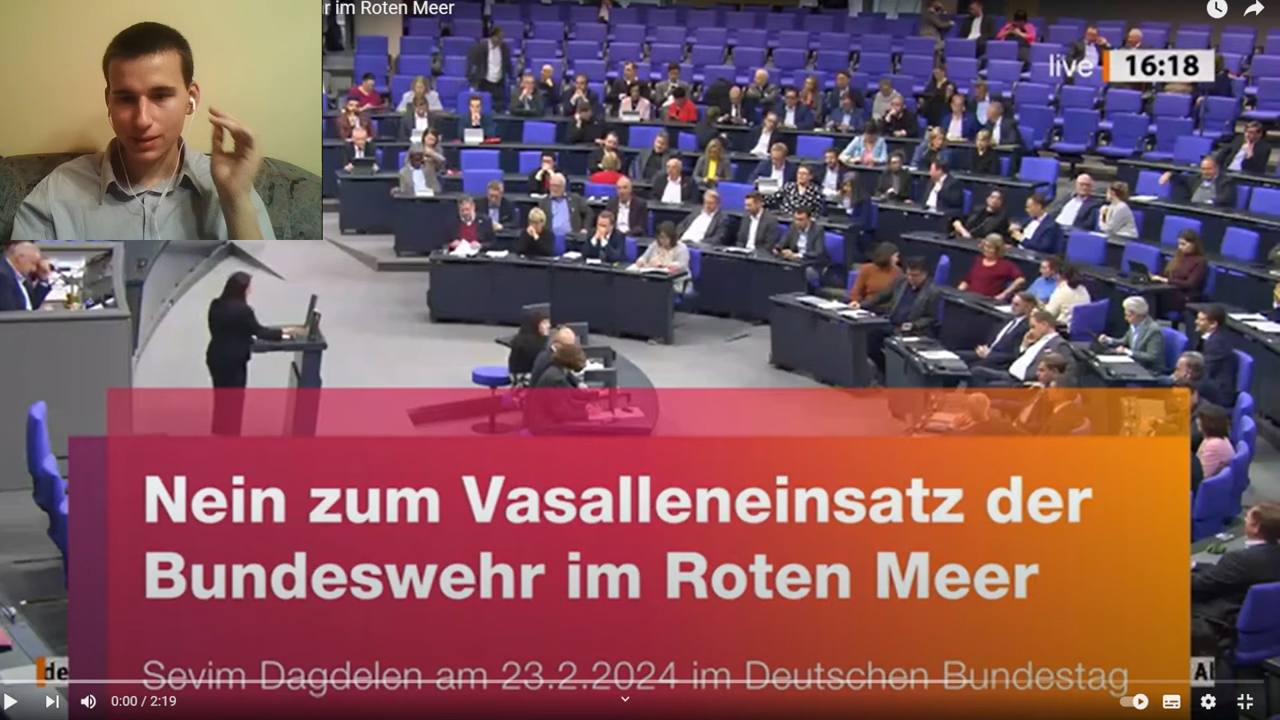 r im Roten Meer
live 16:18
Nein zum Vasalleneinsatz der
Bundeswehr im Roten Meer
Sevim Dagdelen am 23.2.2024 im Deutschen Bundestag
de
0:00 / 2:19